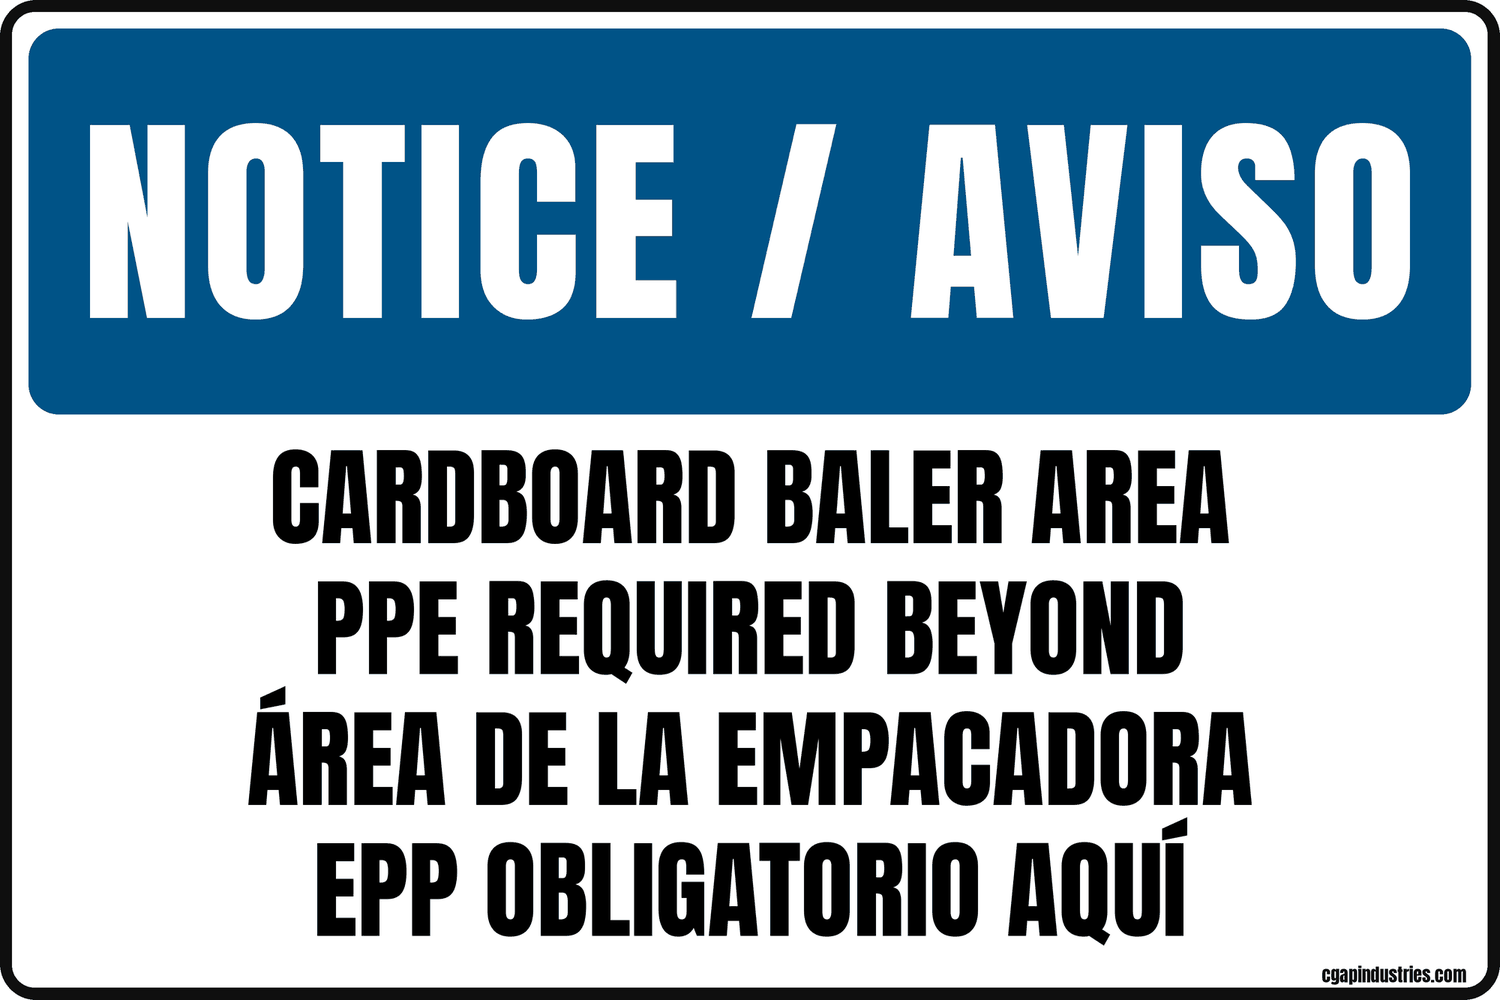 NOTICE / AVISO
CARDBOARD BALER AREA
PPE REQUIRED BEYOND
ÁREA DE LA EMPACADORA
EPP OBLIGATORIO AQUÍ
cgapindustries.com